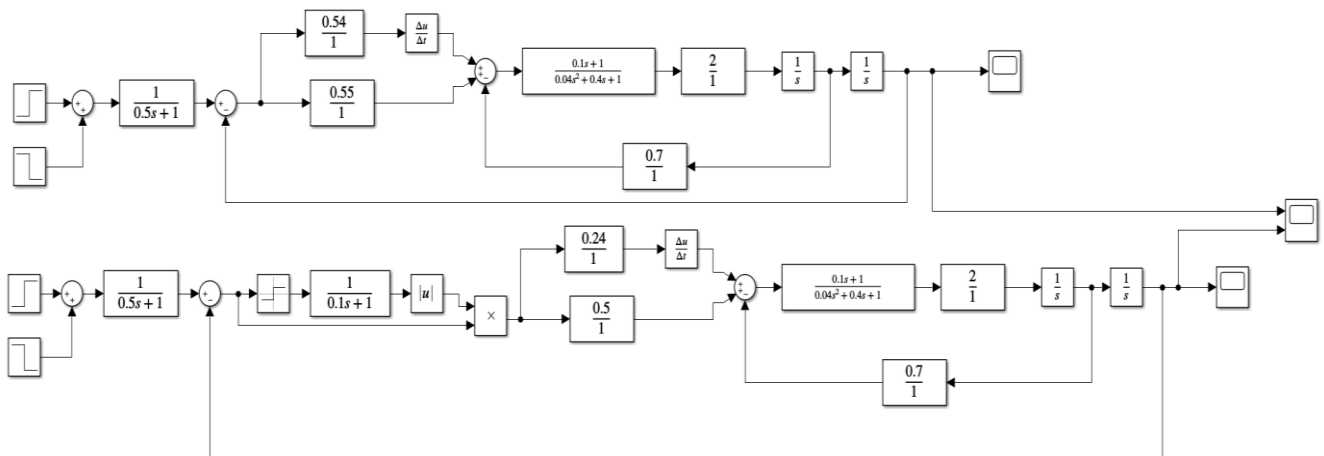 0.54
1
Δu
Δt
+
+
−
0.1s + 1
0.04s² + 0.4s + 1
2
1
1
s
1
s
+
+
1
0.5s + 1
+
−
0.55
1
0.7
1
0.24
1
Δu
Δt
+
+
1
0.5s + 1
+
−
1
0.1s + 1
|u|
×
0.5
1
+
+
−
0.1s + 1
0.04s² + 0.4s + 1
2
1
1
s
1
s
0.7
1